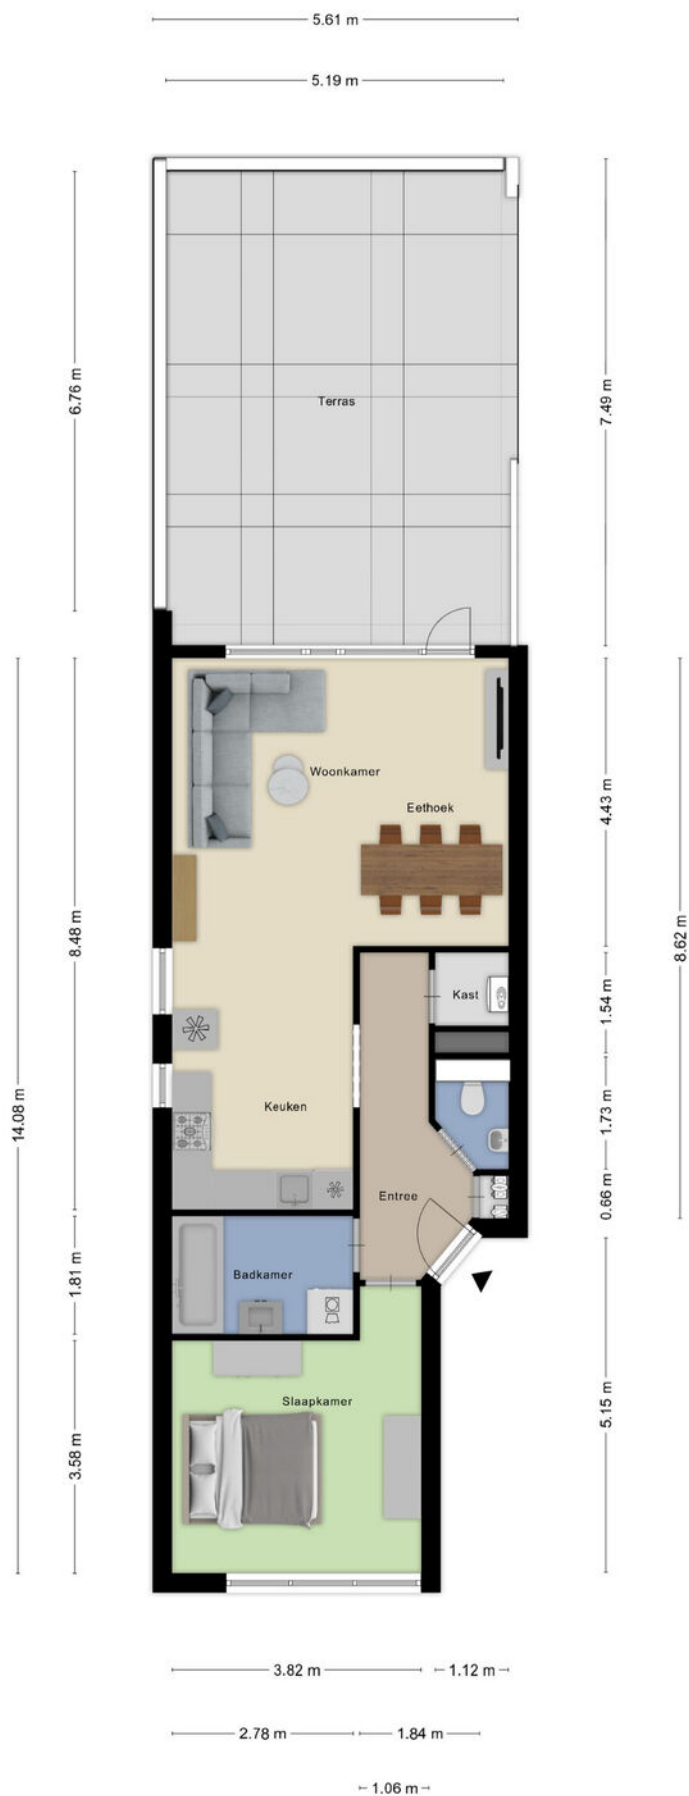 5.61 m
5.19 m
6.76 m
7.49 m
Terras
Woonkamer
Eethoek
4.43 m
8.48 m
8.62 m
Kast
1.54 m
14.08 m
Keuken
1.73 m
Entree
0.66 m
Badkamer
1.81 m
Slaapkamer
5.15 m
3.58 m
3.82 m
1.12 m
2.78 m
1.84 m
1.06 m